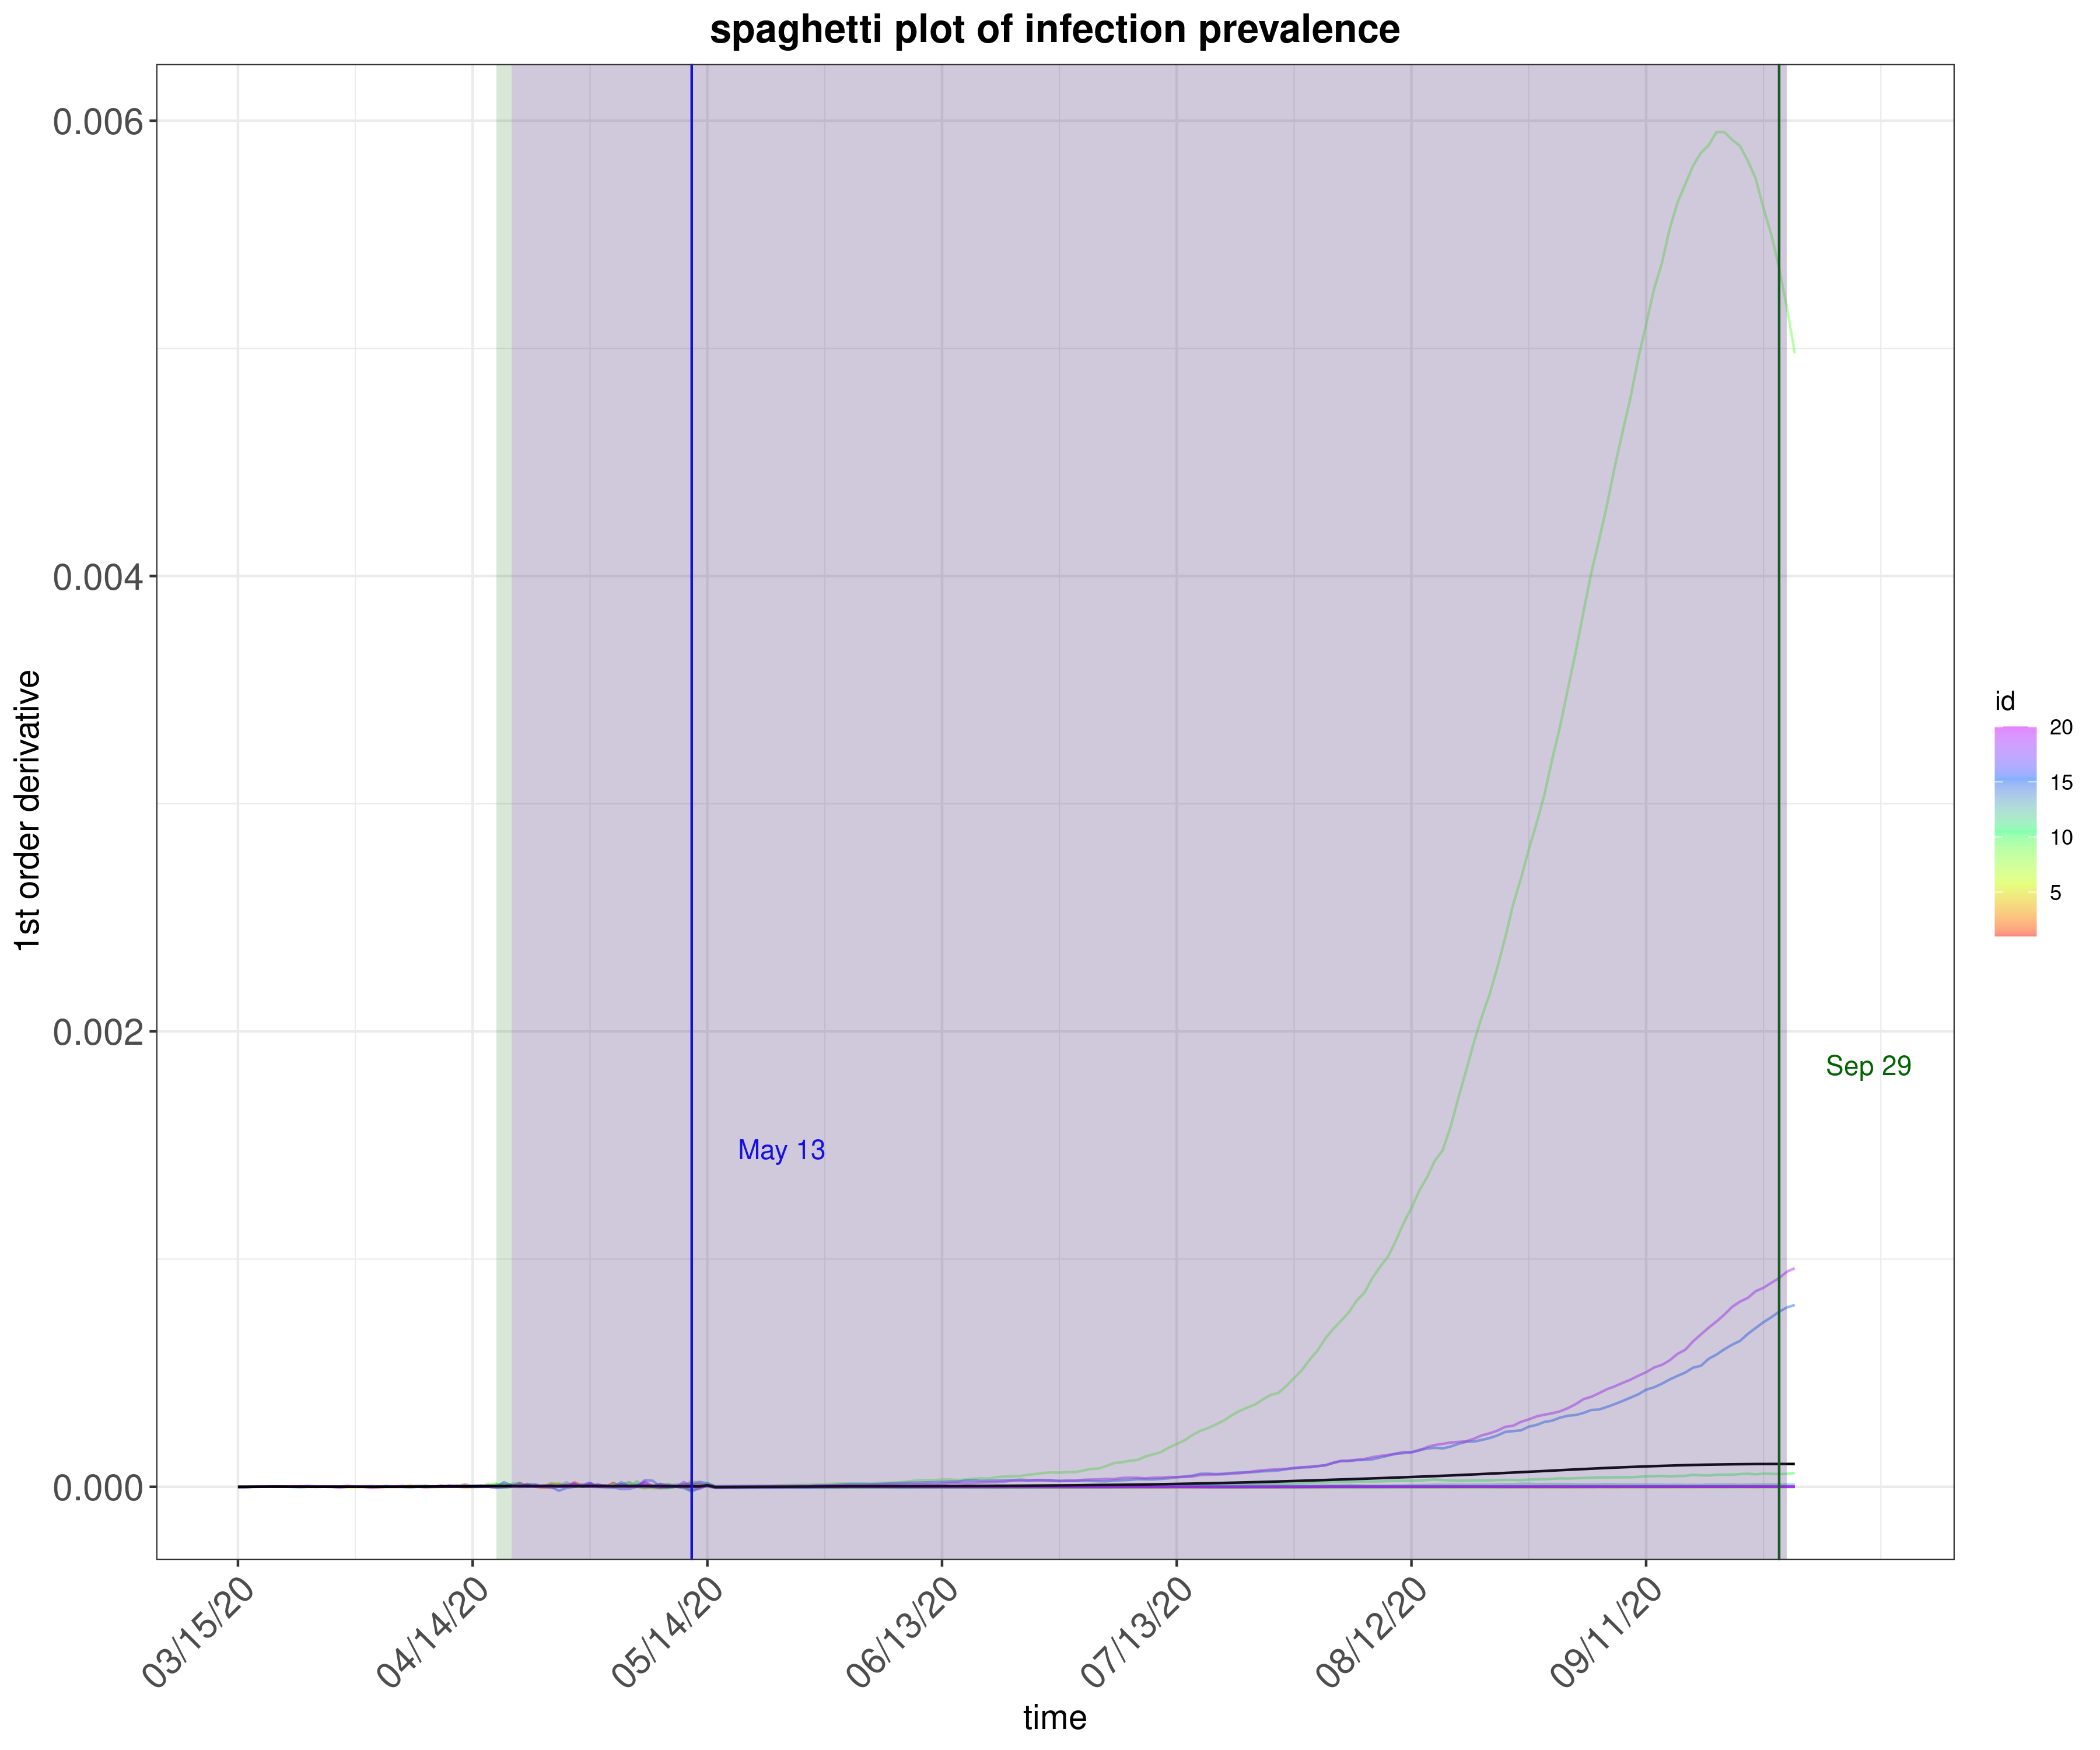 spaghetti plot of infection prevalence
0.006
0.004
0.002
0.000
1st order derivative
May 13
Sep 29
03/15/20
04/14/20
05/14/20
06/13/20
07/13/20
08/12/20
09/11/20
time
id
20
15
10
5